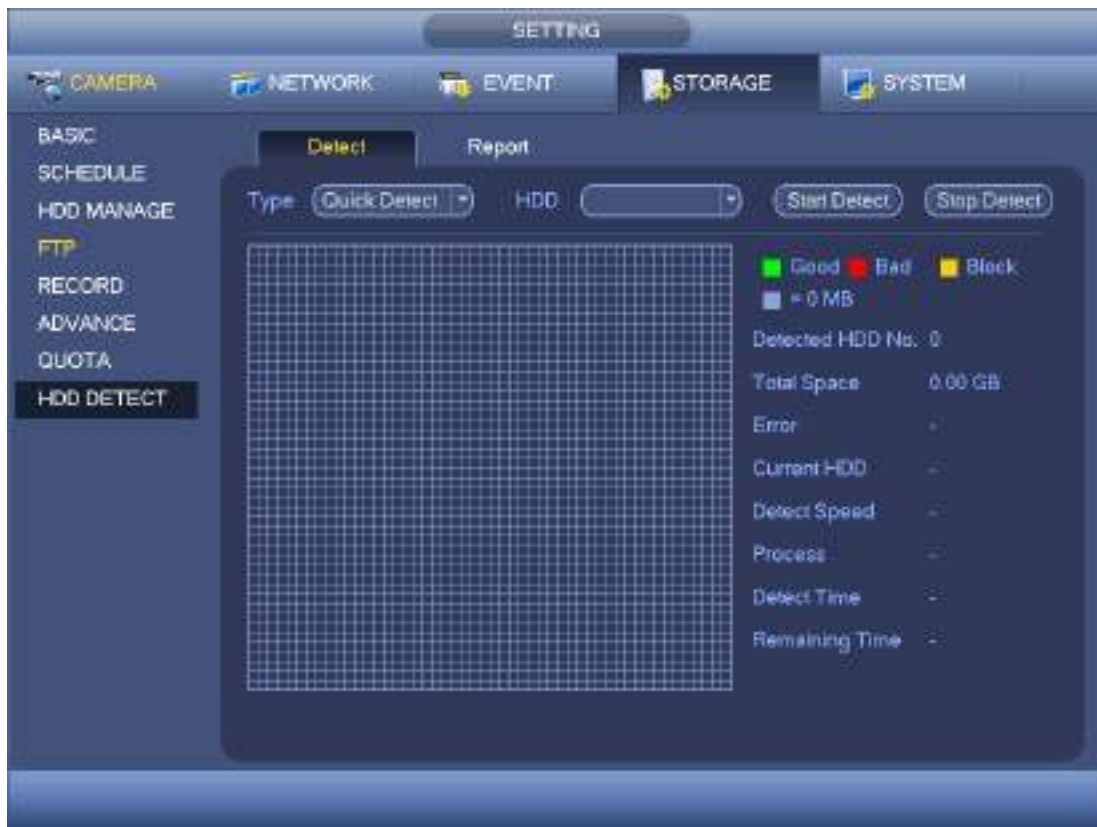 SETTING
CAMERA NETWORK EVENT STORAGE SYSTEM
BASIC
SCHEDULE
HDD MANAGE
FTP
RECORD
ADVANCE
QUOTA
HDD DETECT
Detect Report
Type Quick Detect HDD Start Detect Stop Detect
Good Bad Block
= 0 MB
Detected HDD No. 0
Total Space 0.00 GB
Error -
Current HDD -
Detect Speed -
Process -
Detect Time -
Remaining Time -